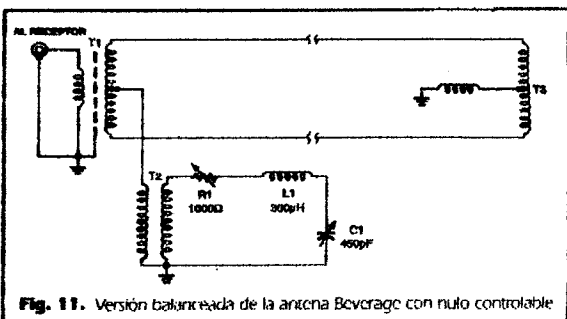 AL RECEPTOR
T1
T3
T2
R1
1000Ω
L1
300µH
C1
450pF
Fig. 11. Versión balanceada de la antena Beverage con nulo controlable